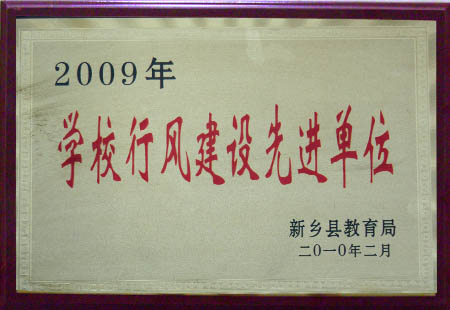 2009年
学校行风建设先进单位
新乡县教育局
二〇一〇年二月